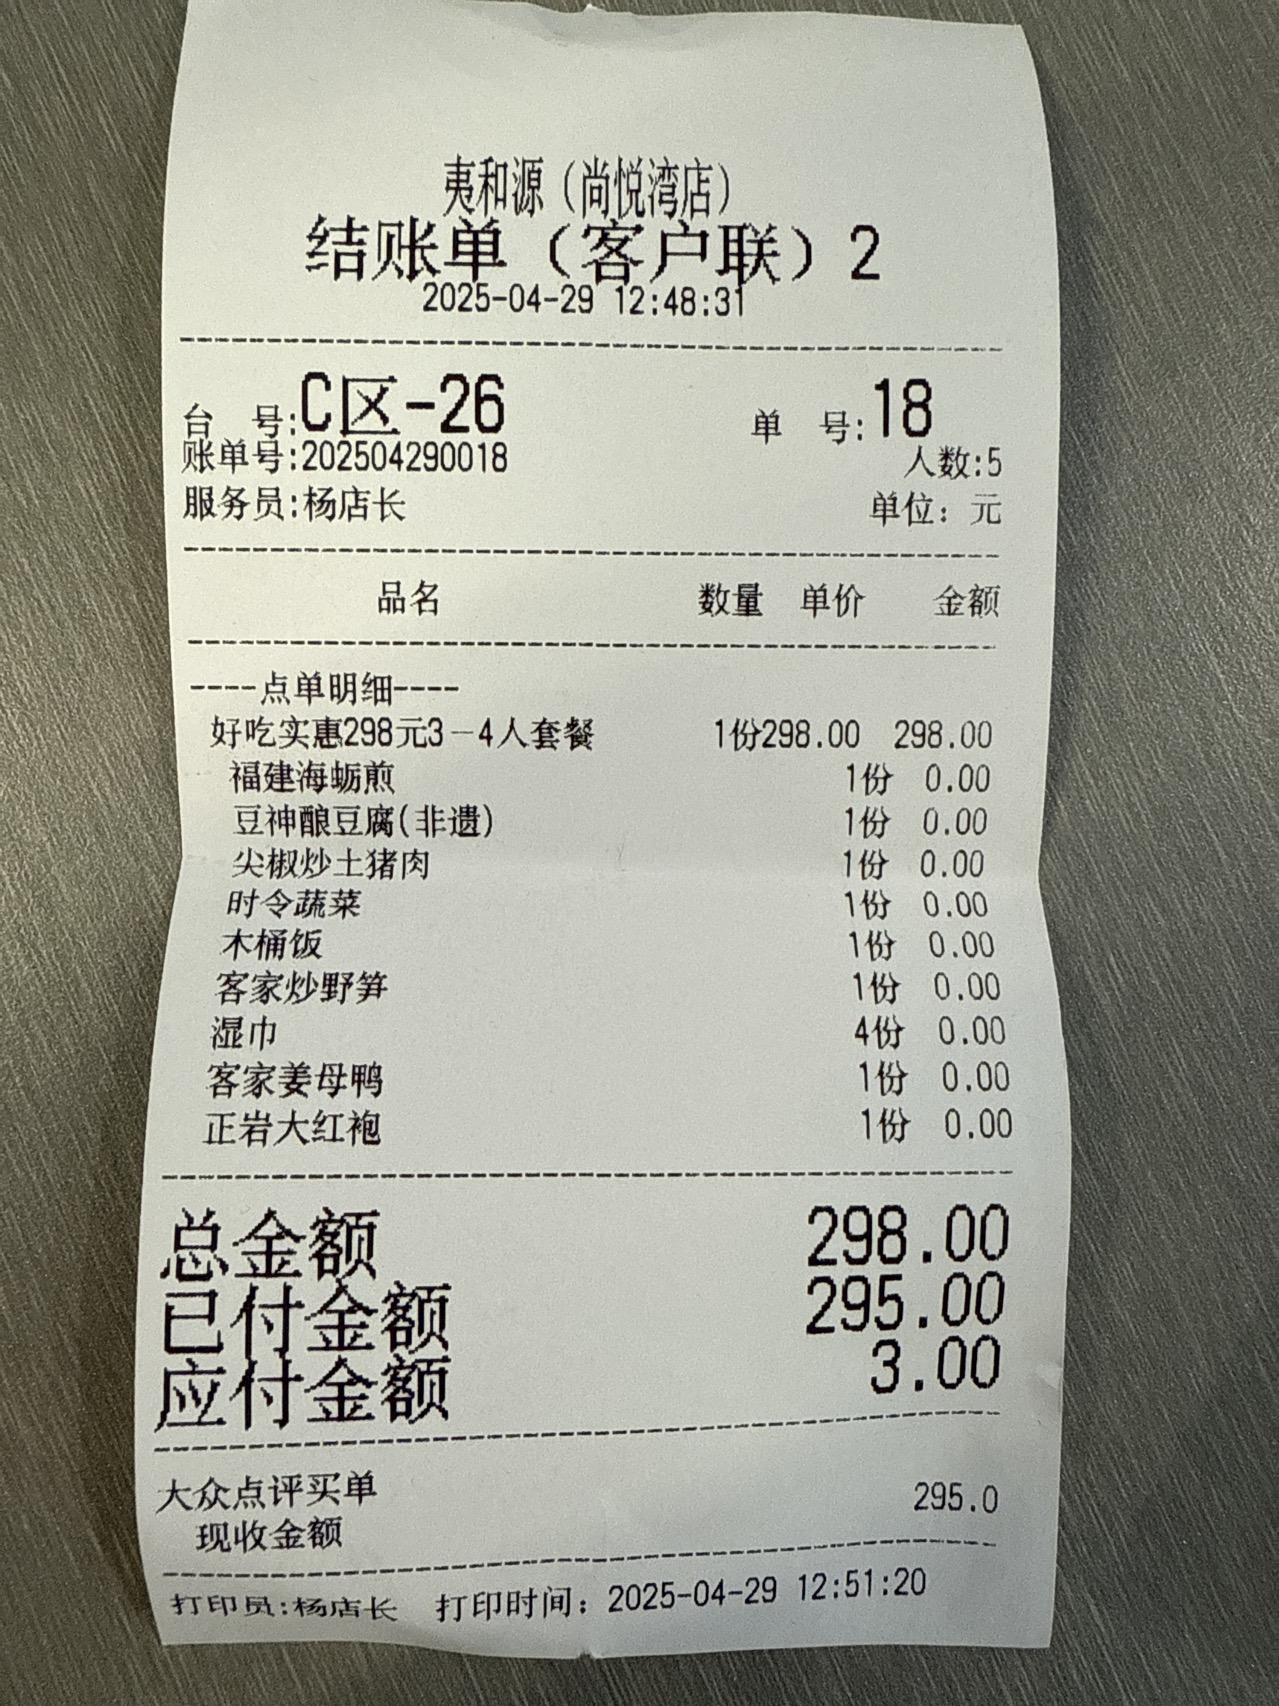 夷和源（尚悦湾店）
结账单（客户联）2
2025-04-29 12:48:31
台 号:C区-26 单 号:18
账单号:202504290018 人数:5
服务员:杨店长 单位：元
品名 数量 单价 金额
----点单明细----
好吃实惠298元3－4人套餐 1份298.00 298.00
福建海蛎煎 1份 0.00
豆神酿豆腐(非遗) 1份 0.00
尖椒炒土猪肉 1份 0.00
时令蔬菜 1份 0.00
木桶饭 1份 0.00
客家炒野笋 1份 0.00
湿巾 4份 0.00
客家姜母鸭 1份 0.00
正岩大红袍 1份 0.00
总金额 298.00
已付金额 295.00
应付金额 3.00
大众点评买单 295.0
现收金额
打印员:杨店长 打印时间：2025-04-29 12:51:20